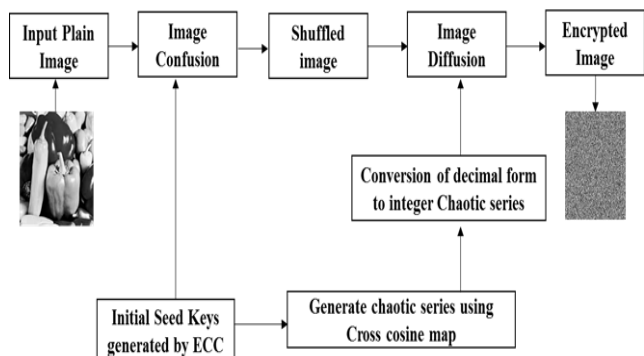 Input Plain
Image
Image
Confusion
Shuffled
image
Image
Diffusion
Encrypted
Image
Conversion of decimal form
to integer Chaotic series
Initial Seed Keys
generated by ECC
Generate chaotic series using
Cross cosine map